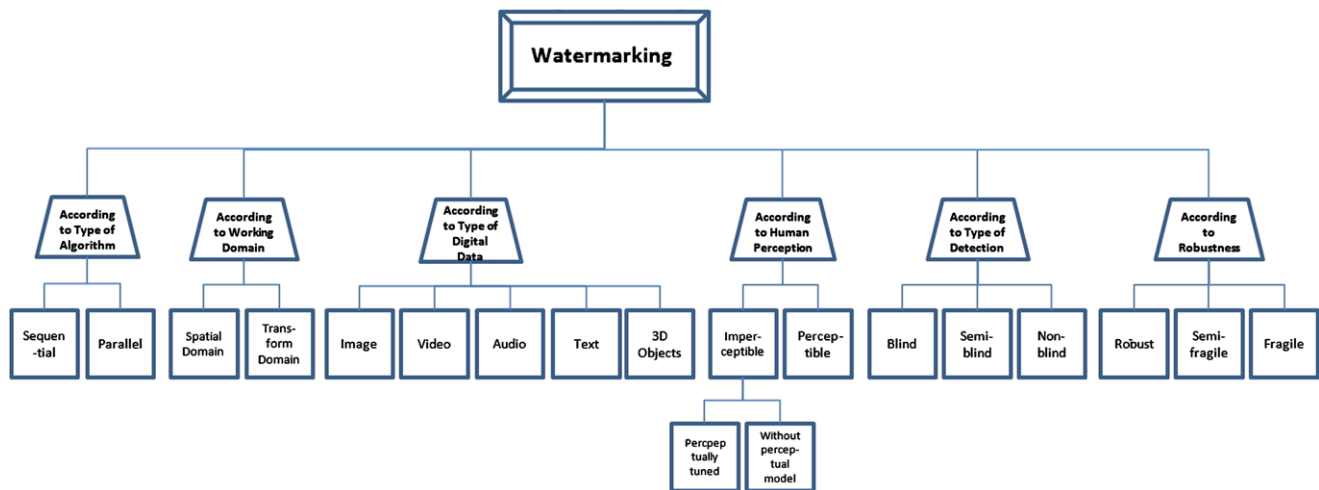 Watermarking
According
to Type of
Algorithm
According
to Working
Domain
According
to Type of
Digital
Data
According
to Human
Perception
According
to Type of
Detection
According
to
Robustness
Sequen
-tial
Parallel
Spatial
Domain
Trans-
form
Domain
Image
Video
Audio
Text
3D
Objects
Imper-
ceptible
Percep-
tible
Blind
Semi-
blind
Non-
blind
Robust
Semi-
fragile
Fragile
Percpep
tually
tuned
Without
percep-
tual
model